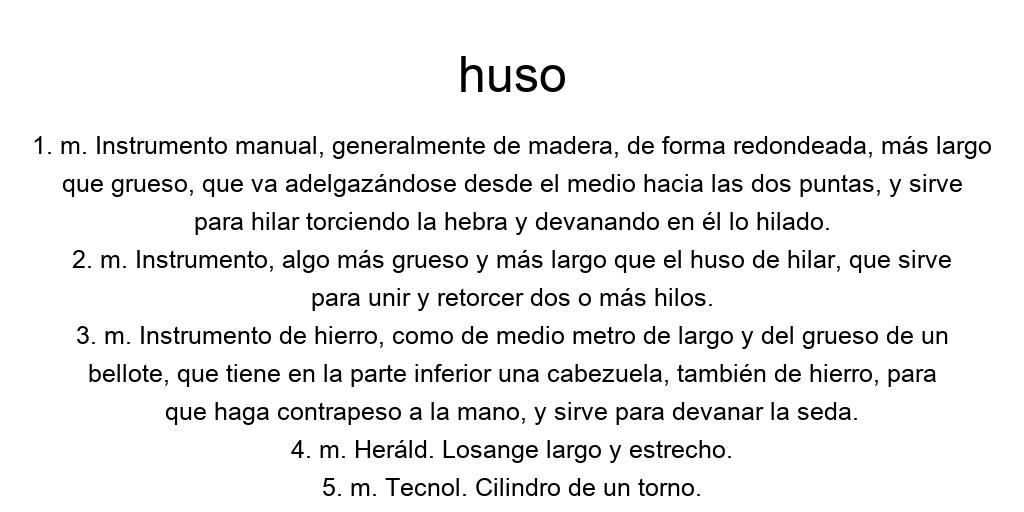 huso
1. m. Instrumento manual, generalmente de madera, de forma redondeada, más largo
que grueso, que va adelgazándose desde el medio hacia las dos puntas, y sirve
para hilar torciendo la hebra y devanando en él lo hilado.
2. m. Instrumento, algo más grueso y más largo que el huso de hilar, que sirve
para unir y retorcer dos o más hilos.
3. m. Instrumento de hierro, como de medio metro de largo y del grueso de un
bellote, que tiene en la parte inferior una cabezuela, también de hierro, para
que haga contrapeso a la mano, y sirve para devanar la seda.
4. m. Heráld. Losange largo y estrecho.
5. m. Tecnol. Cilindro de un torno.